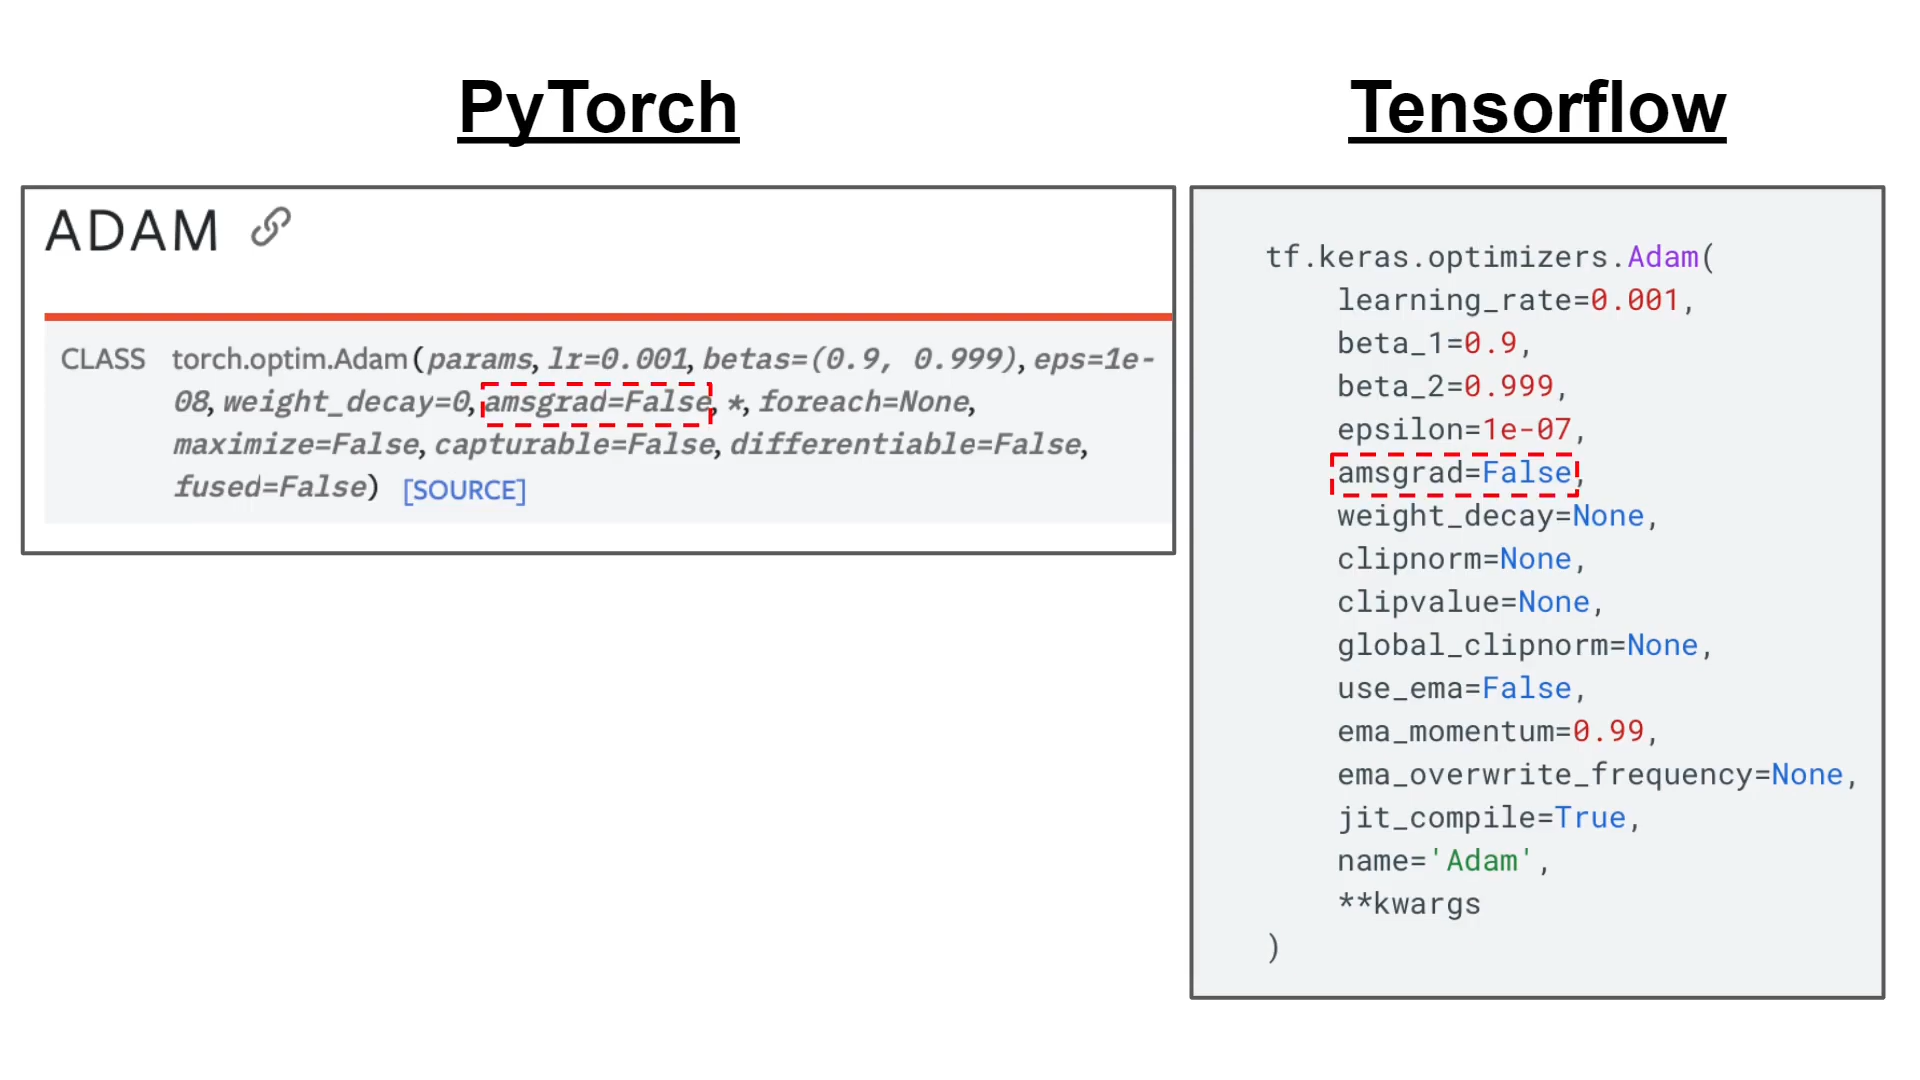 PyTorch
ADAM
CLASS torch.optim.Adam(params, lr=0.001, betas=(0.9, 0.999), eps=1e-
08, weight_decay=0, amsgrad=False, *, foreach=None,
maximize=False, capturable=False, differentiable=False,
fused=False) [SOURCE]
Tensorflow
tf.keras.optimizers.Adam(
learning_rate=0.001,
beta_1=0.9,
beta_2=0.999,
epsilon=1e-07,
amsgrad=False,
weight_decay=None,
clipnorm=None,
clipvalue=None,
global_clipnorm=None,
use_ema=False,
ema_momentum=0.99,
ema_overwrite_frequency=None,
jit_compile=True,
name='Adam',
**kwargs
)